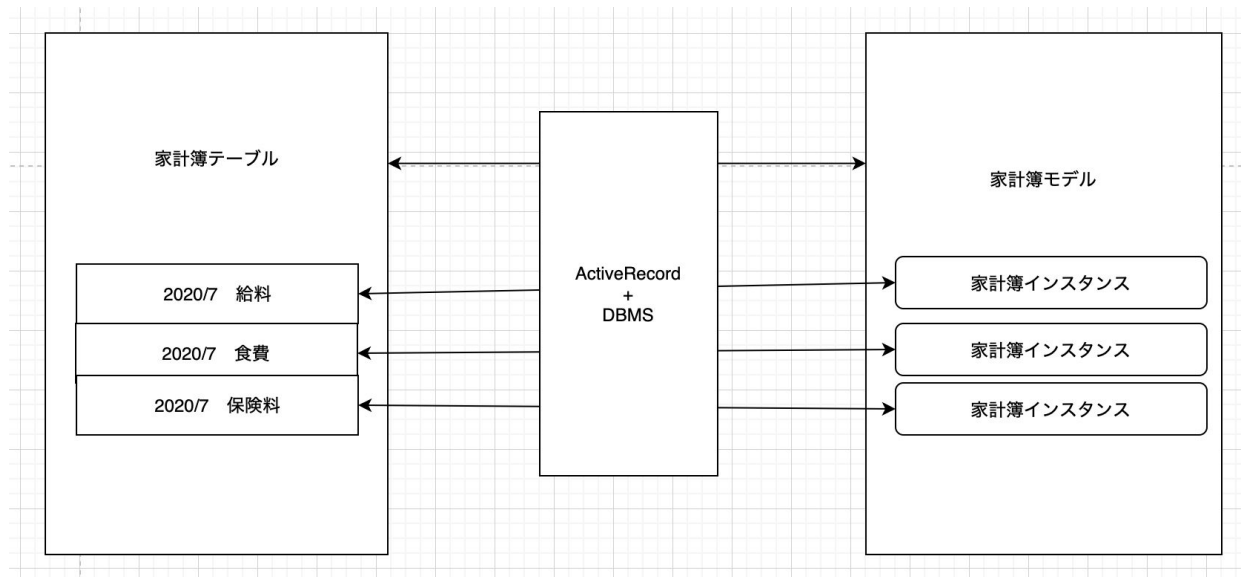 家計簿テーブル
家計簿モデル
ActiveRecord
+
DBMS
2020/7　給料
2020/7　食費
2020/7　保険料
家計簿インスタンス
家計簿インスタンス
家計簿インスタンス